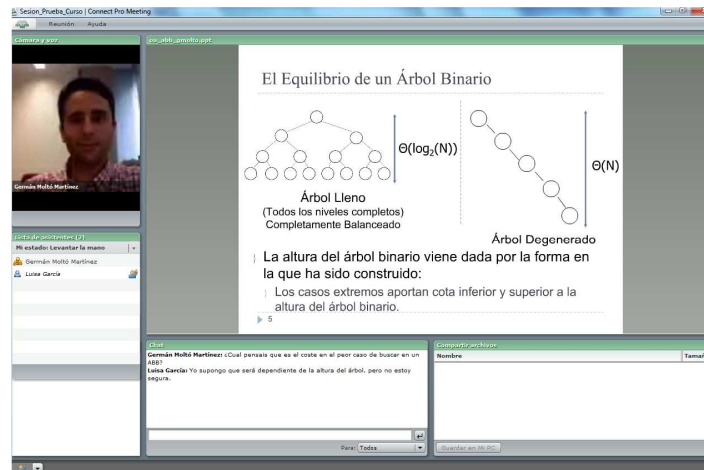 Sesion_Prueba_Curso | Connect Pro Meeting
Reunión Ayuda
Cámara y voz
Germán Moltó Martínez
Lista de asistentes (2)
Mi estado: Levantar la mano
Germán Moltó Martínez
Luisa García
pu_abb_gmolto.ppt
El Equilibrio de un Árbol Binario
Θ(log₂(N))
Θ(N)
Árbol Lleno
(Todos los niveles completos)
Completamente Balanceado
Árbol Degenerado
La altura del árbol binario viene dada por la forma en
la que ha sido construido:
Los casos extremos aportan cota inferior y superior a la
altura del árbol binario.
5
Chat
Germán Moltó Martínez: ¿Cual pensais que es el coste en el peor caso de buscar en un
ABB?
Luisa García: Yo supongo que será dependiente de la altura del árbol, pero no estoy
segura.
Para: Todos
Compartir archivos
Nombre Tamañ
Guardar en Mi PC